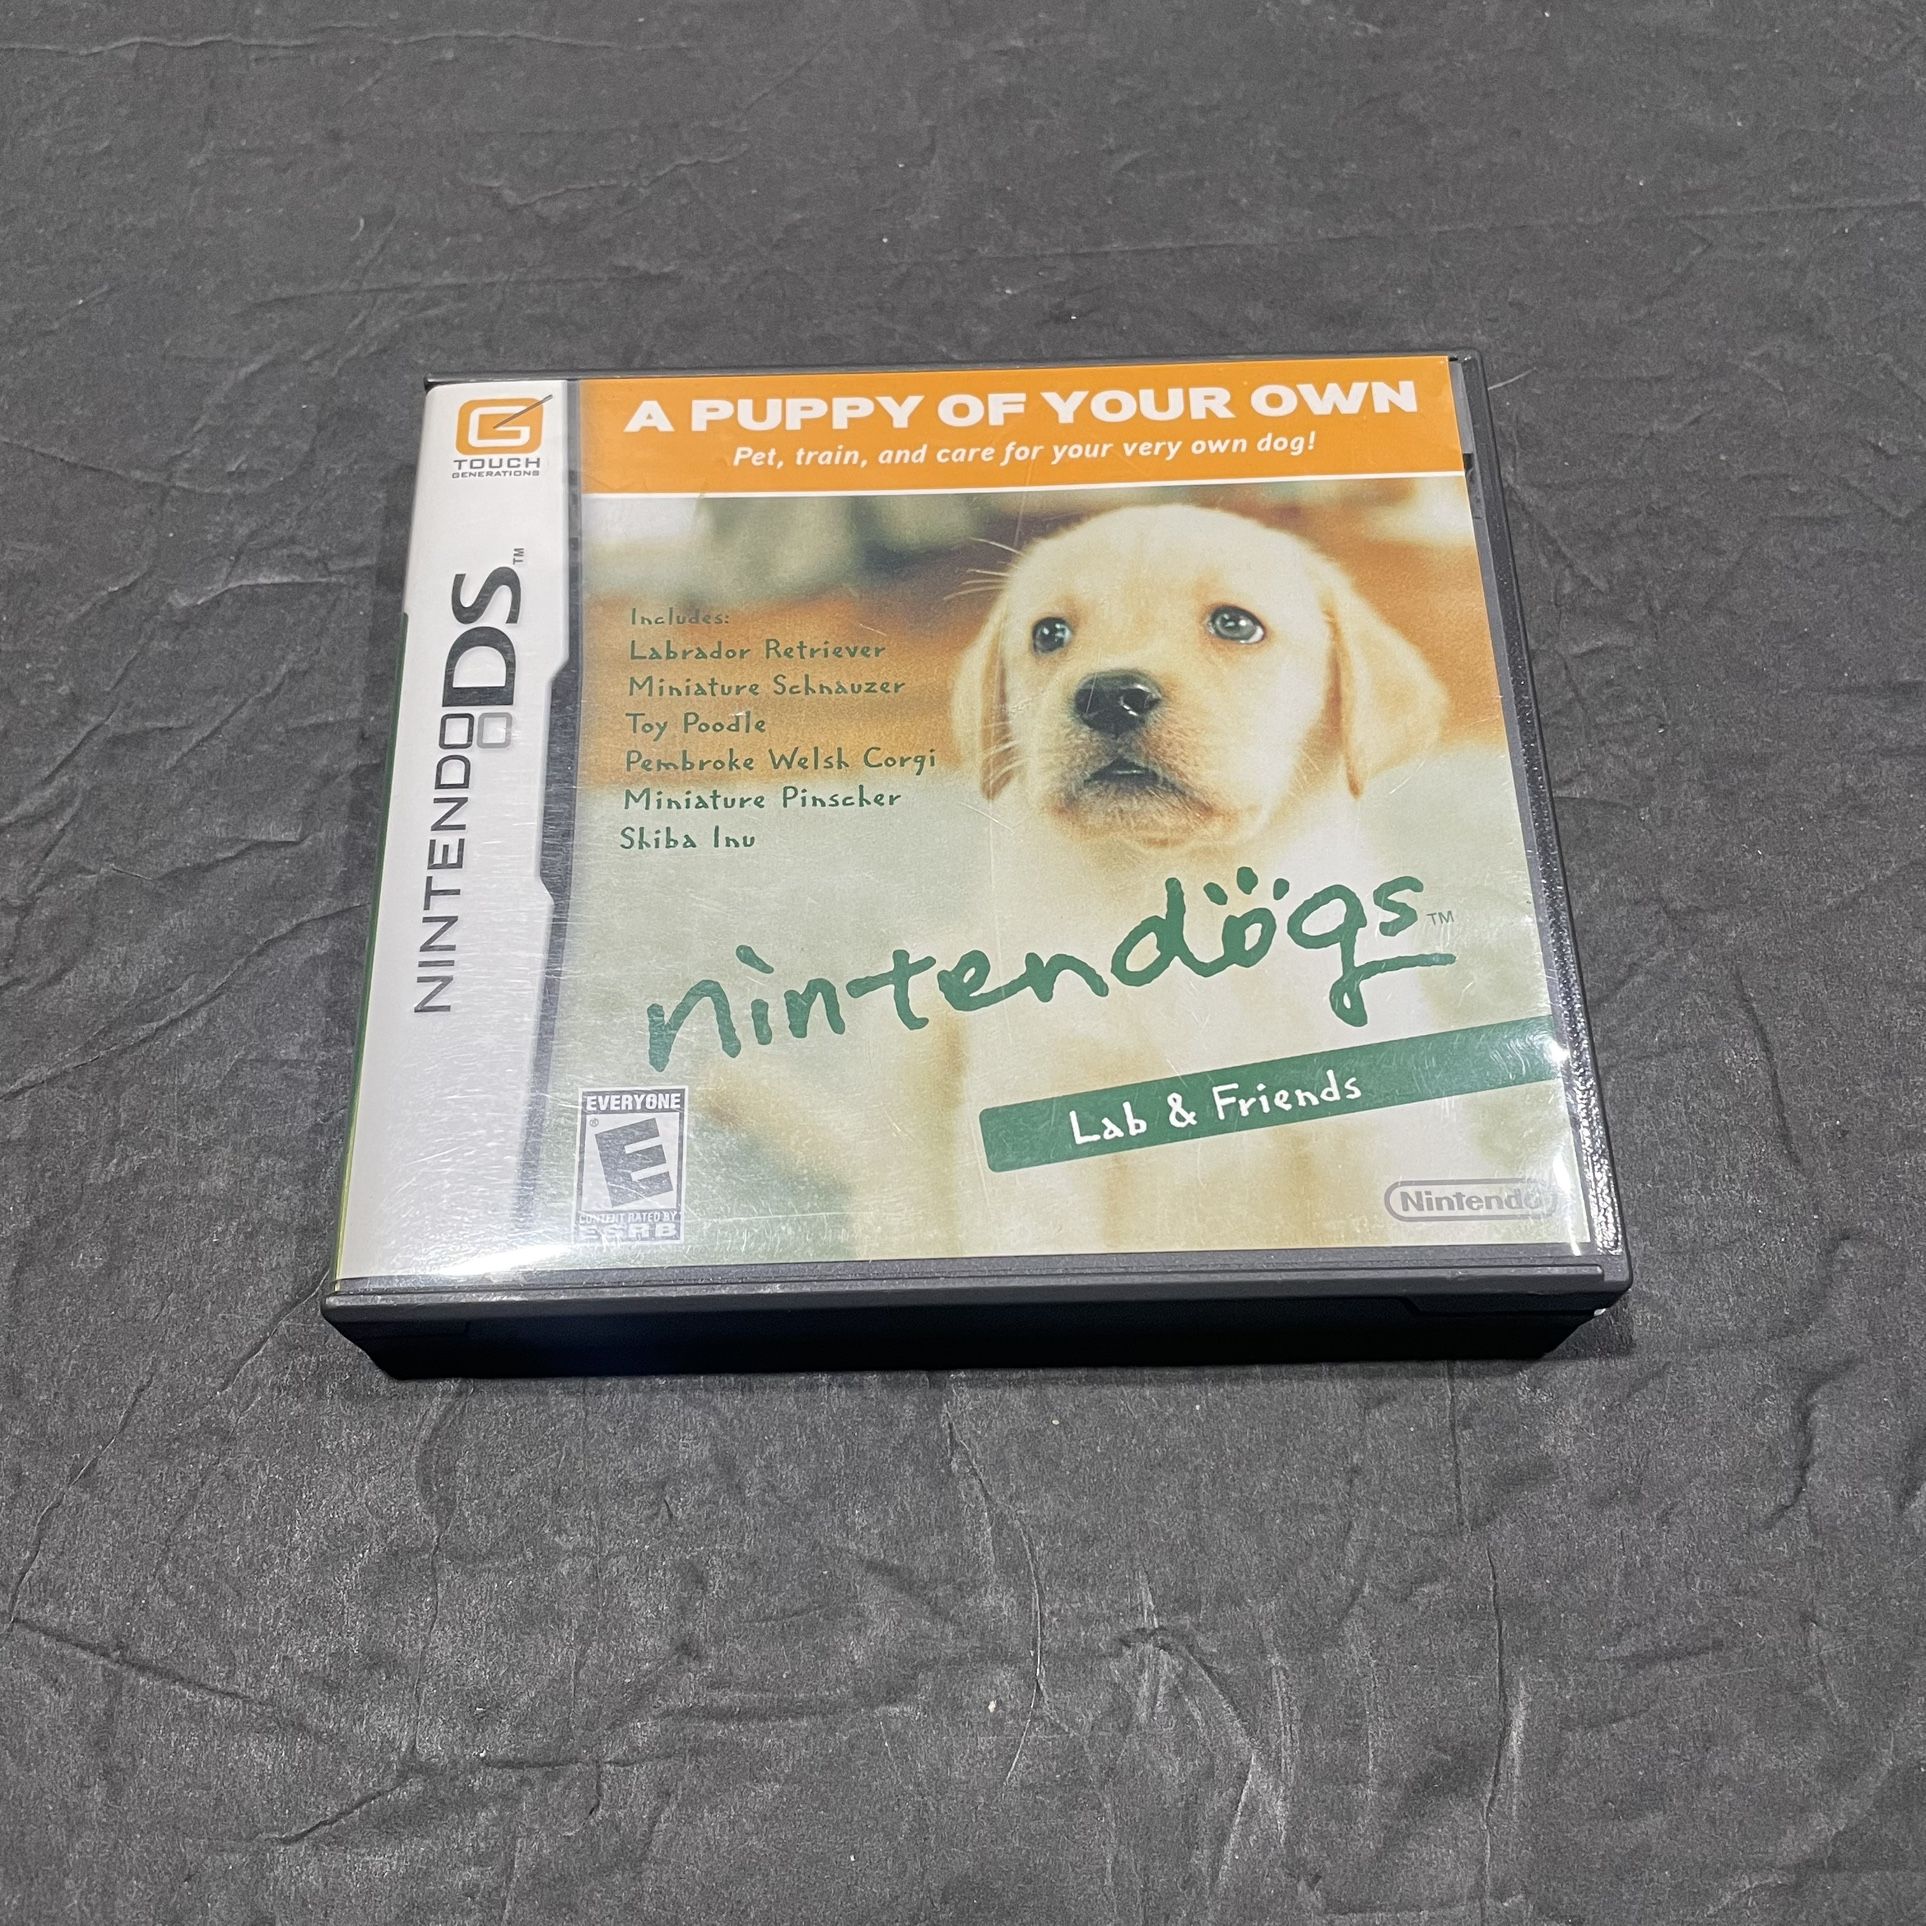 TOUCH
GENERATIONS
NINTENDO DS™
A PUPPY OF YOUR OWN
Pet, train, and care for your very own dog!
Includes:
Labrador Retriever
Miniature Schnauzer
Toy Poodle
Pembroke Welsh Corgi
Miniature Pinscher
Shiba Inu
nintendögs™
Lab & Friends
EVERYONE
E®
CONTENT RATED BY
ESRB
Nintendo